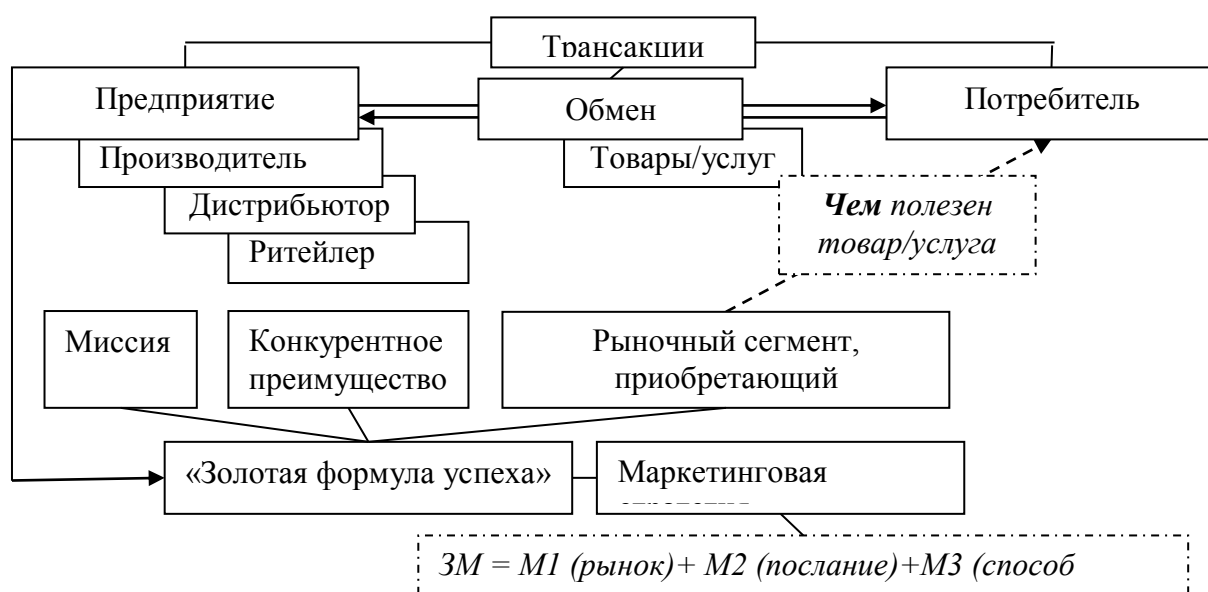 Трансакции
Предприятие
Обмен
Потребитель
Производитель
Товары/услуг
Дистрибьютор
Чем полезен
товар/услуга
Ритейлер
Миссия
Конкурентное
преимущество
Рыночный сегмент,
приобретающий
«Золотая формула успеха»
Маркетинговая
3М = М1 (рынок)+ М2 (послание)+М3 (способ